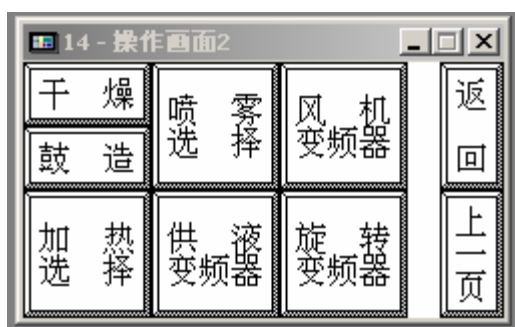 14 - 操作画面2
干 燥
鼓 造
喷 雾
选 择
风 机
变频器
返
回
加 热
选 择
供 液
变频器
旋 转
变频器
上
一
页